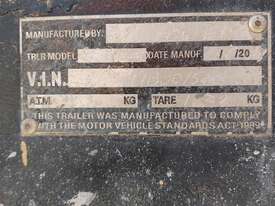 MANUFACTURED BY.
TRLR MODEL DATE MANUF. / /20
V.I.N.
A.T.M. KG TARE KG
THIS TRAILER WAS MANUFACTURED TO COMPLY
WITH THE MOTOR VEHICLE STANDARDS ACT 1989